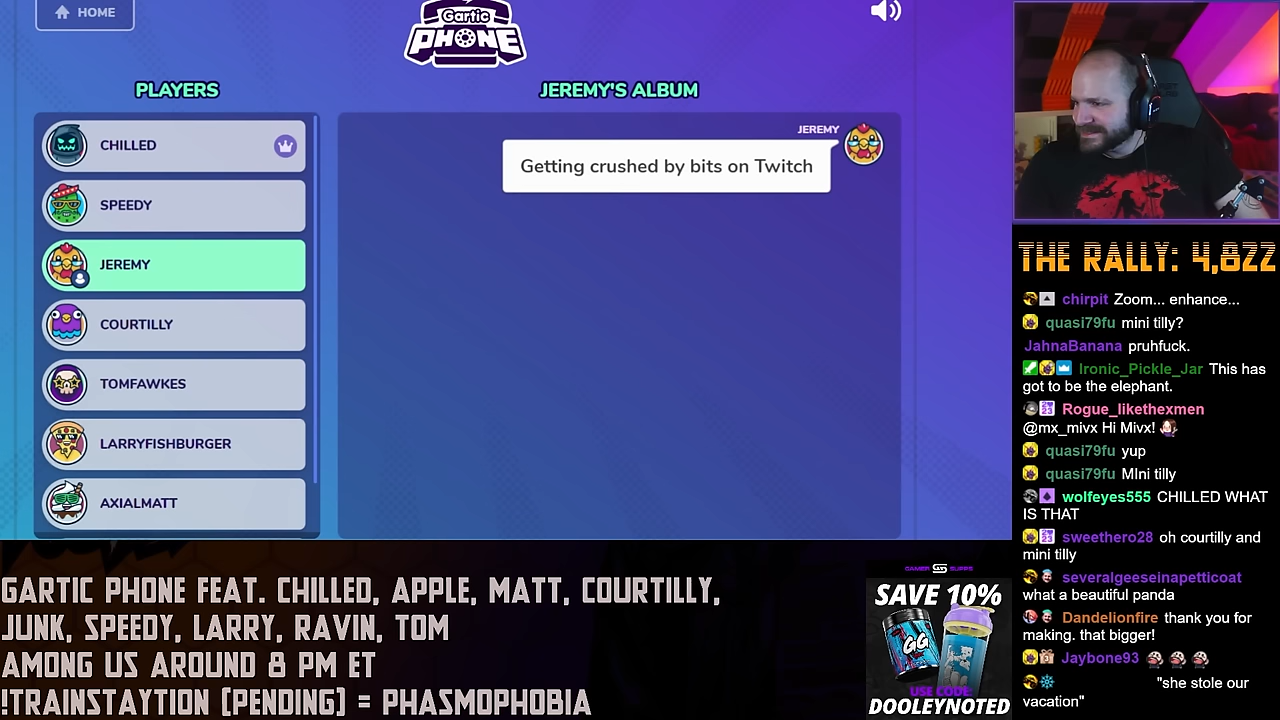 HOME
Gartic
PHONE
PLAYERS
CHILLED
SPEEDY
JEREMY
COURTILLY
TOMFAWKES
LARRYFISHBURGER
AXIALMATT
JEREMY'S ALBUM
JEREMY
Getting crushed by bits on Twitch
THE RALLY: 4,822
chirpit Zoom... enhance...
quasi79fu mini tilly?
JahnaBanana pruhfuck.
Ironic_Pickle_Jar This has
got to be the elephant.
Rogue_likethexmen
@mx_mivx Hi Mivx!
quasi79fu yup
quasi79fu MIni tilly
wolfeyes555 CHILLED WHAT
IS THAT
sweethero28 oh courtilly and
mini tilly
severalgeeseinapetticoat
what a beautiful panda
Dandelionfire thank you for
making. that bigger!
Jaybone93
"she stole our
vacation"
GARTIC PHONE FEAT. CHILLED, APPLE, MATT, COURTILLY,
JUNK, SPEEDY, LARRY, RAVIN, TOM
AMONG US AROUND 8 PM ET
!TRAINSTAYTION (PENDING) = PHASMOPHOBIA
GAMER SUPPS
SAVE 10%
GG
USE CODE:
DOOLEYNOTED